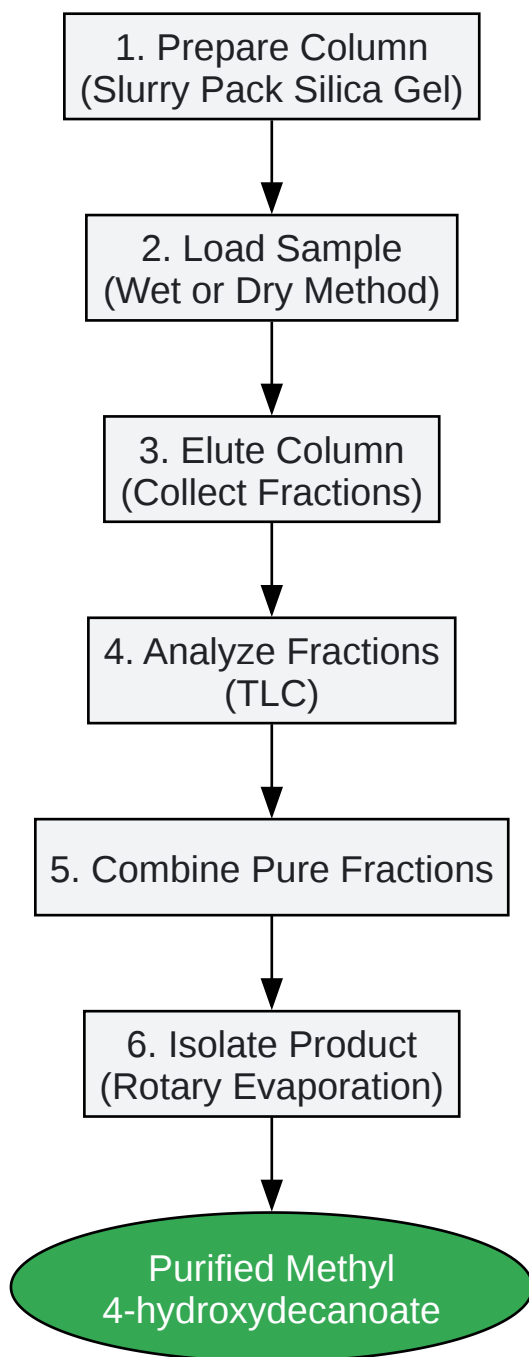 1. Prepare Column
(Slurry Pack Silica Gel)
2. Load Sample
(Wet or Dry Method)
3. Elute Column
(Collect Fractions)
4. Analyze Fractions
(TLC)
5. Combine Pure Fractions
6. Isolate Product
(Rotary Evaporation)
Purified Methyl
4-hydroxydecanoate